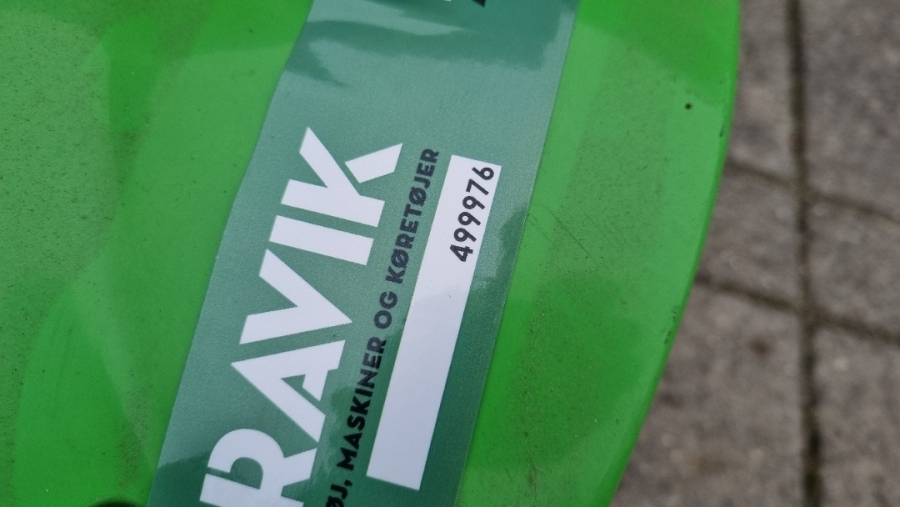 RAVIK
ØJ, MASKINER OG KØRETØJER
499976